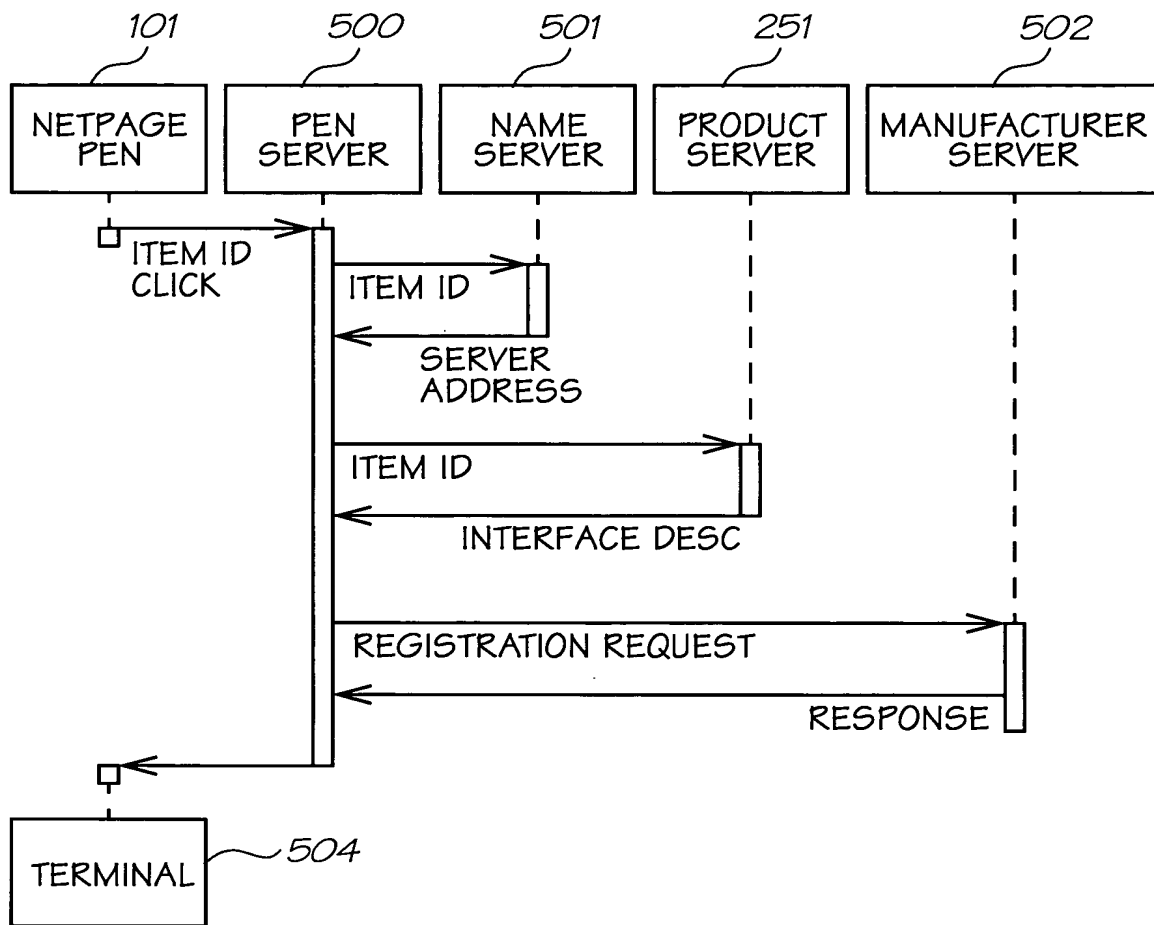 101
500
501
251
502
NETPAGE
PEN
PEN
SERVER
NAME
SERVER
PRODUCT
SERVER
MANUFACTURER
SERVER
ITEM ID
CLICK
ITEM ID
SERVER
ADDRESS
ITEM ID
INTERFACE DESC
REGISTRATION REQUEST
RESPONSE
TERMINAL
504